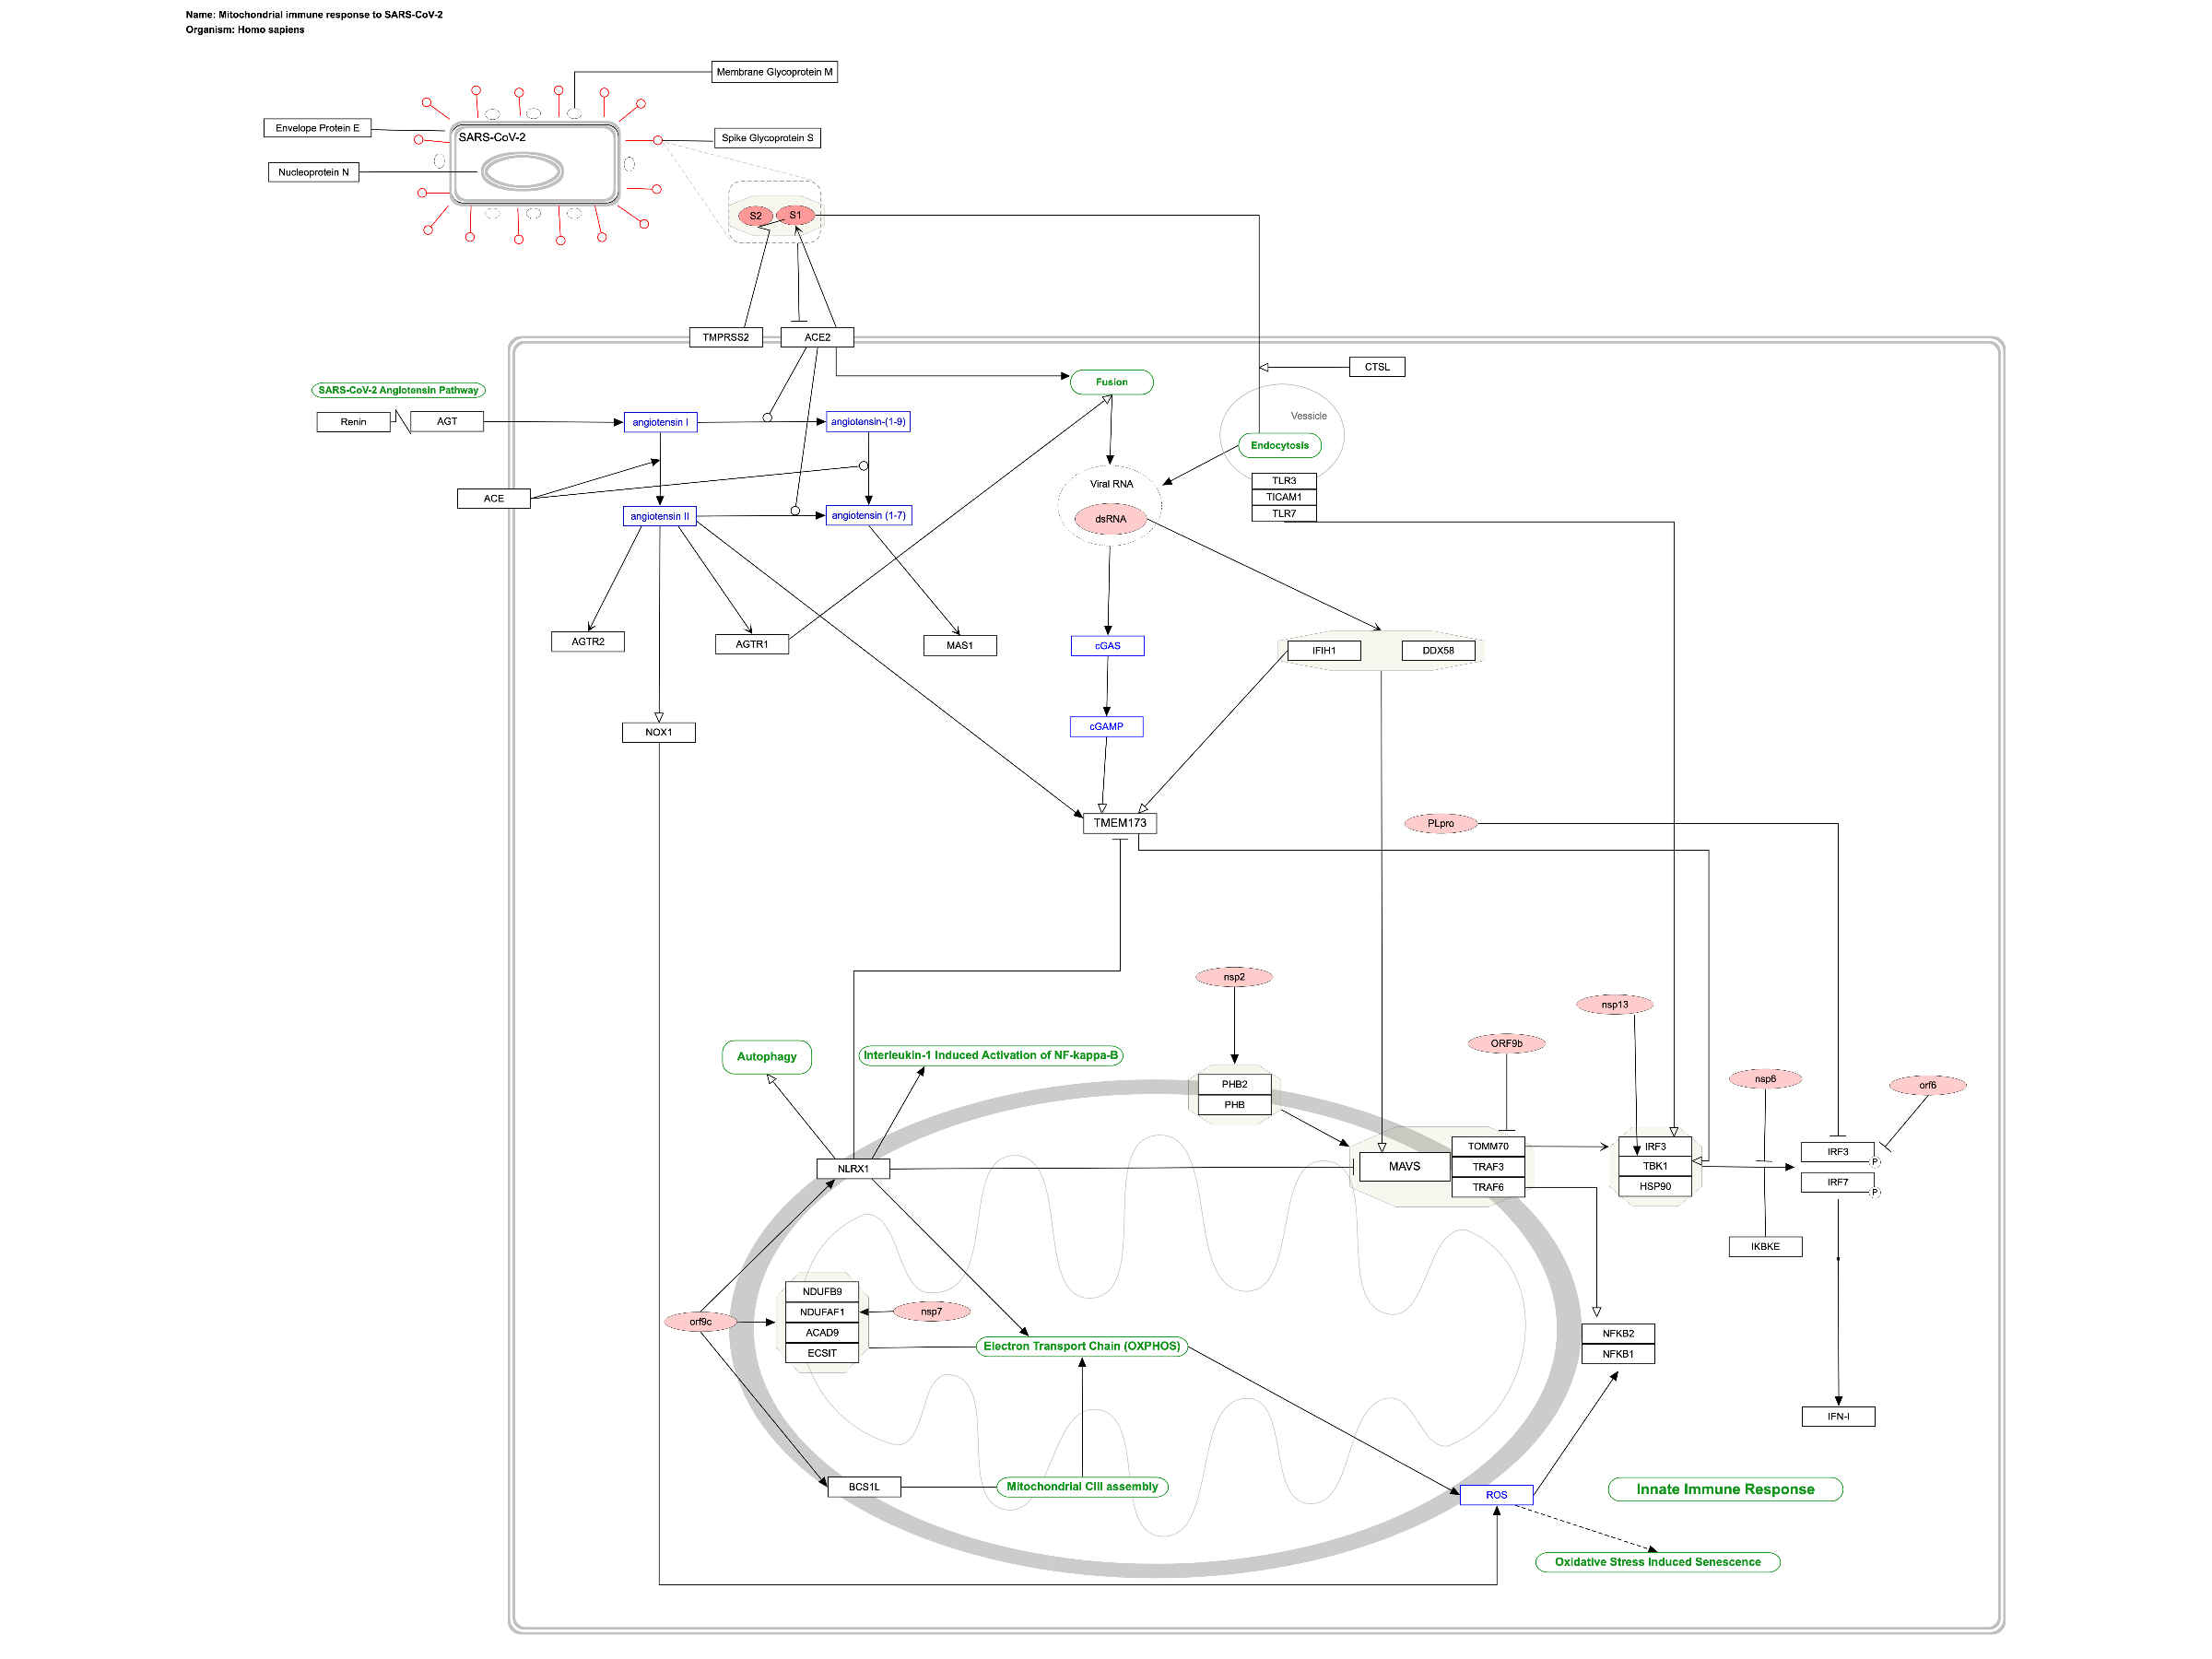 Name: Mitochondrial immune response to SARS-CoV-2
Organism: Homo sapiens
Membrane Glycoprotein M
Envelope Protein E
SARS-CoV-2
Spike Glycoprotein S
Nucleoprotein N
S2
S1
TMPRSS2
ACE2
CTSL
SARS-CoV-2 Angiotensin Pathway
Fusion
Vessicle
Renin
AGT
angiotensin I
angiotensin-(1-9)
Endocytosis
Viral RNA
TLR3
TICAM1
TLR7
ACE
angiotensin II
angiotensin (1-7)
dsRNA
AGTR2
AGTR1
MAS1
cGAS
IFIH1
DDX58
NOX1
cGAMP
TMEM173
PLpro
nsp2
nsp13
ORF9b
Autophagy
Interleukin-1 Induced Activation of NF-kappa-B
nsp6
orf6
PHB2
PHB
NLRX1
MAVS
TOMM70
TRAF3
TRAF6
IRF3
TBK1
HSP90
IRF3
P
IRF7
P
IKBKE
NDUFB9
NDUFAF1
ACAD9
ECSIT
nsp7
orf9c
Electron Transport Chain (OXPHOS)
NFKB2
NFKB1
IFN-I
BCS1L
Mitochondrial CIII assembly
ROS
Innate Immune Response
Oxidative Stress Induced Senescence